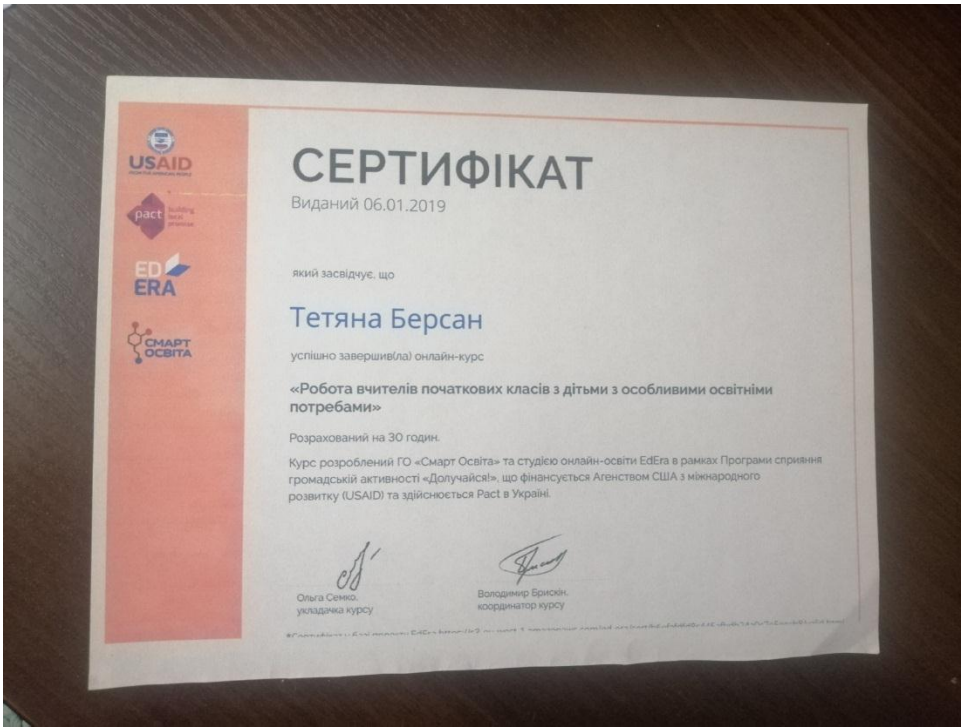 USAID
pact
building
local
promise
ED
ERA
СМАРТ
ОСВІТА
СЕРТИФІКАТ
Виданий 06.01.2019
який засвідчує, що
Тетяна Берсан
успішно завершив(ла) онлайн-курс
«Робота вчителів початкових класів з дітьми з особливими освітніми
потребами»
Розрахований на 30 годин.
Курс розроблений ГО «Смарт Освіта» та студією онлайн-освіти EdEra в рамках Програми сприяння
громадській активності «Долучайся!», що фінансується Агенством США з міжнародного
розвитку (USAID) та здійснюється Pact в Україні.
Ольга Семко,
укладачка курсу
Володимир Брискін,
координатор курсу